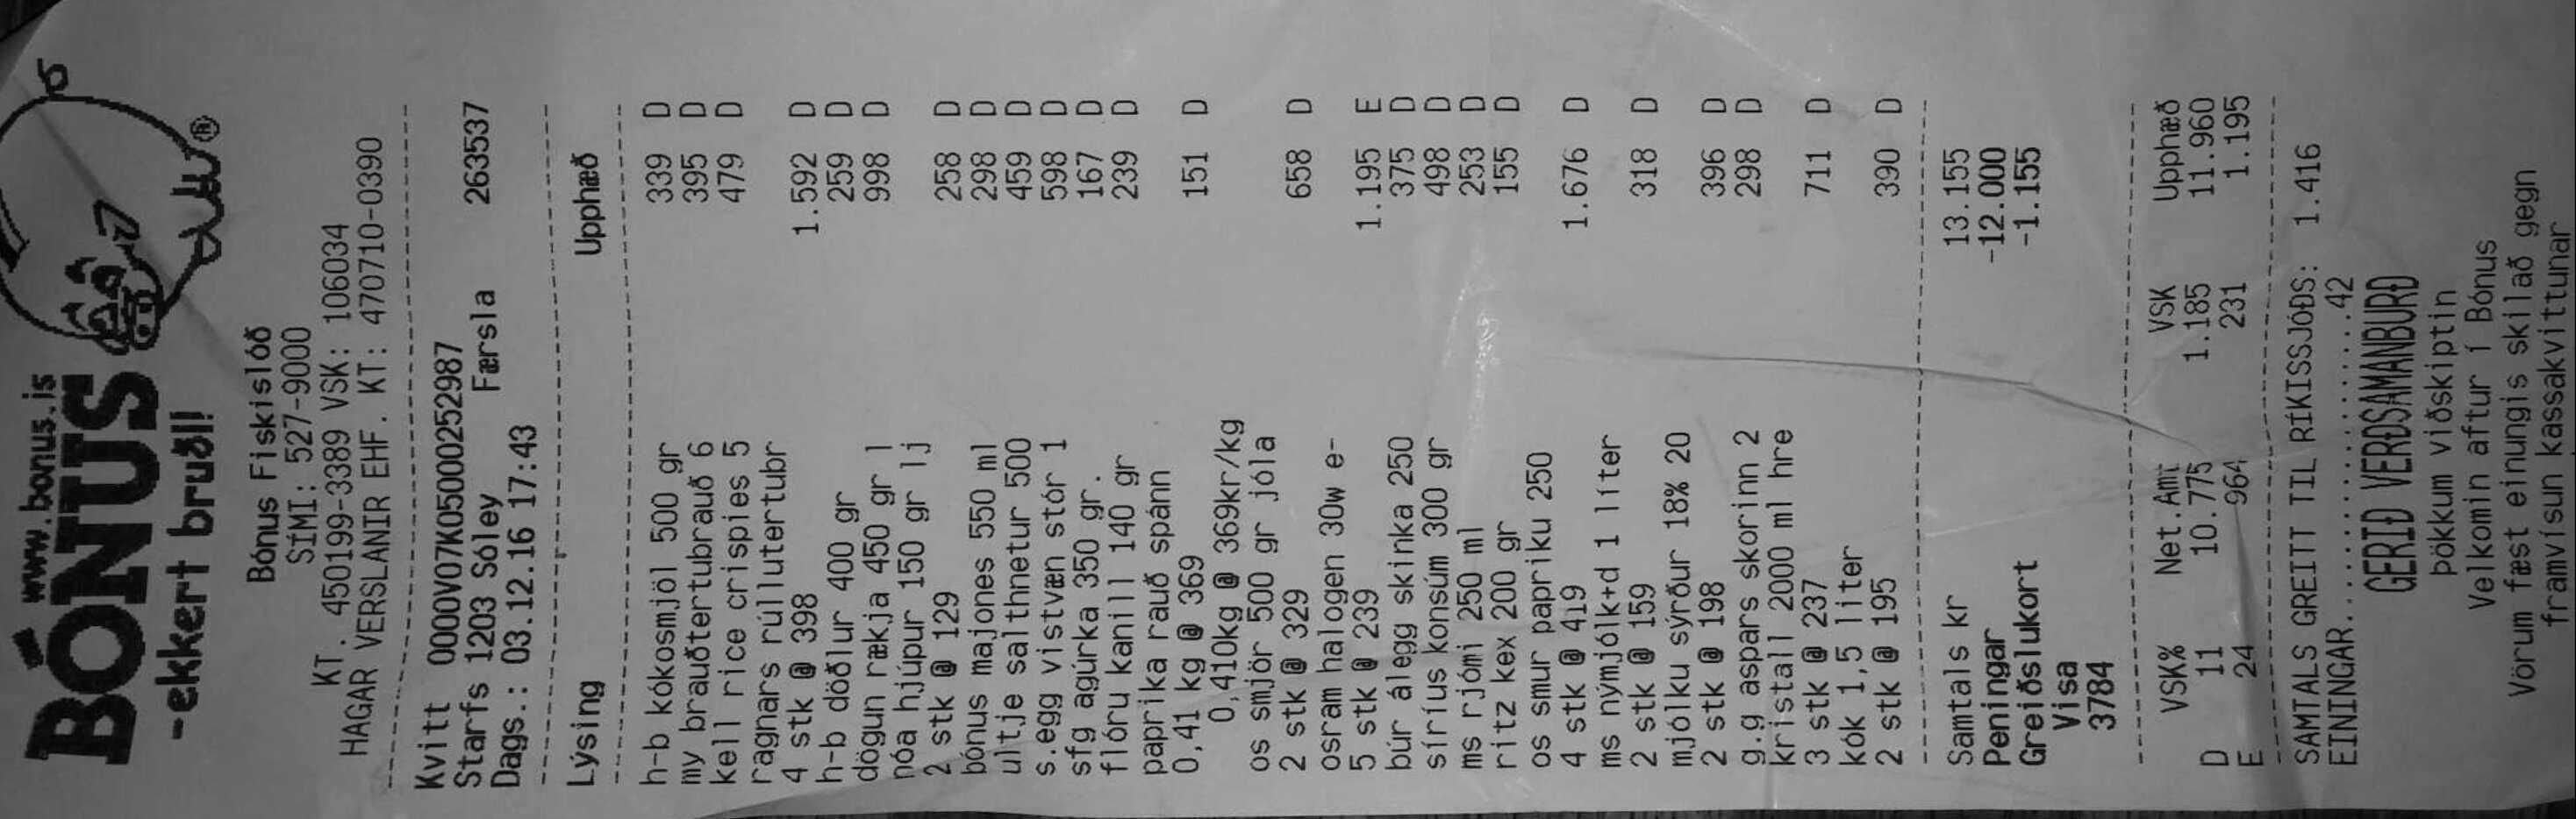 www.bonus.is
BÓNUS
-ekkert bruðl!
®
Bónus Fiskislóð
SÍMI: 527-9000
KT. 450199-3389 VSK: 106034
HAGAR VERSLANIR EHF. KT: 470710-0390
Kvitt 0000V07K05000252987
Starfs 1203 Sóley Færsla 263537
Dags.: 03.12.16 17:43
Lýsing Upphæð
h-b kókosmjöl 500 gr 339 D
my brauðtertubrauð 6 395 D
kell rice crispies 5 479 D
ragnars rúllutertubr
4 stk @ 398 1.592 D
h-b döðlur 400 gr 259 D
dögun rækja 450 gr l 998 D
nóa hjúpur 150 gr lj
2 stk @ 129 258 D
bónus majones 550 ml 298 D
ultje salthnetur 500 459 D
s.egg vistvæn stór 1 598 D
sfg agúrka 350 gr. 167 D
flóru kanill 140 gr 239 D
paprika rauð spánn
0,41 kg @ 369 151 D
0,410kg @ 369kr/kg
os smjör 500 gr jóla
2 stk @ 329 658 D
osram halogen 30w e-
5 stk @ 239 1.195 E
búr álegg skinka 250 375 D
síríus konsúm 300 gr 498 D
ms rjómi 250 ml 253 D
ritz kex 200 gr 155 D
os smur papriku 250
4 stk @ 419 1.676 D
ms nýmjólk+d 1 líter
2 stk @ 159 318 D
mjólku sýrður 18% 20
2 stk @ 198 396 D
g.g aspars skorinn 2 298 D
kristall 2000 ml hre
3 stk @ 237 711 D
kók 1,5 liter
2 stk @ 195 390 D
Samtals kr 13.155
Peningar -12.000
Greiðslukort -1.155
Visa
3784
VSK% Net.Amt VSK Upphæð
D 11 10.775 1.185 11.960
E 24 964 231 1.195
SAMTALS GREITT TIL RÍKISSJÓÐS: 1.416
EININGAR....................42
GERIÐ VERÐSAMANBURÐ
Þökkum viðskiptin
Velkomin aftur í Bónus
Vörum fæst einungis skilað gegn
framvísun kassakvittunar